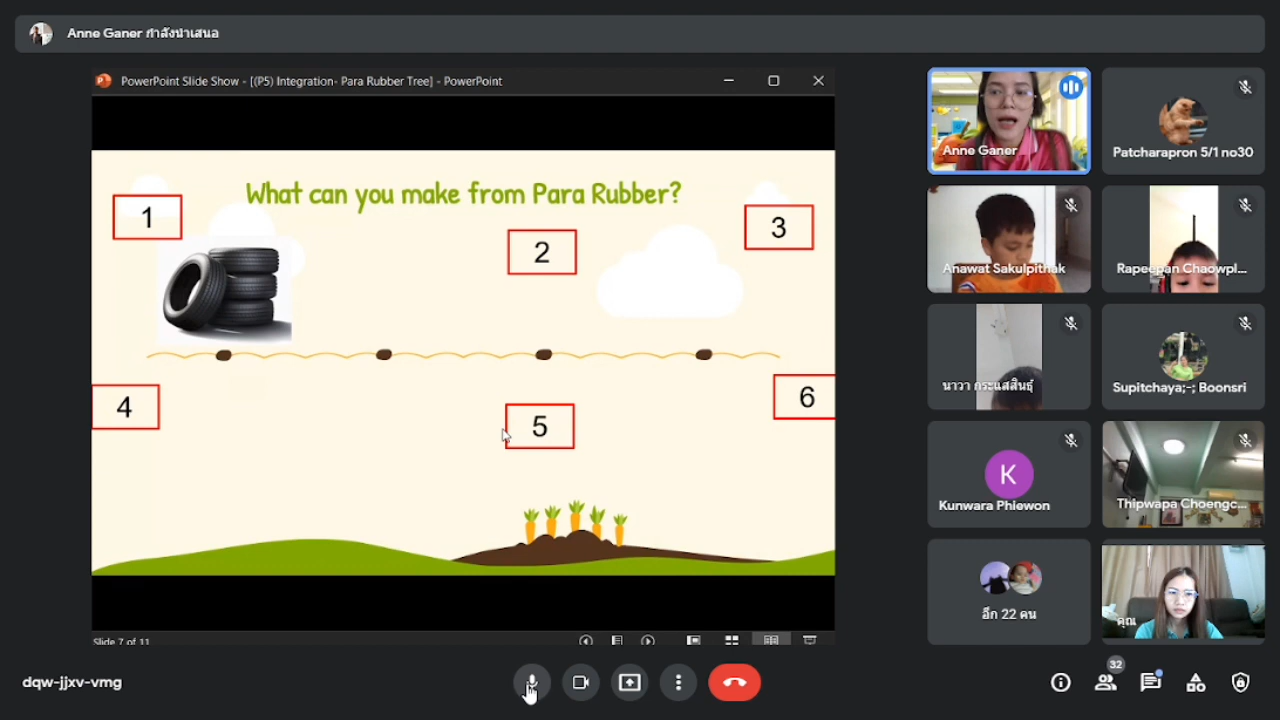 Anne Ganer กำลังนำเสนอ
PowerPoint Slide Show - [(P5) Integration- Para Rubber Tree] - PowerPoint
What can you make from Para Rubber?
1
2
3
4
5
6
Slide 7 of 11
Anne Ganer
Patcharapron 5/1 no30
Anawat Sakulpithak
Rapeepan Chaowpl...
นาวา กระแสสินธุ์
Supitchaya;-; Boonsri
K
Kunwara Phiewon
Thipwapa Choengc...
อีก 22 คน
คุณ
dqw-jjxv-vmg
32